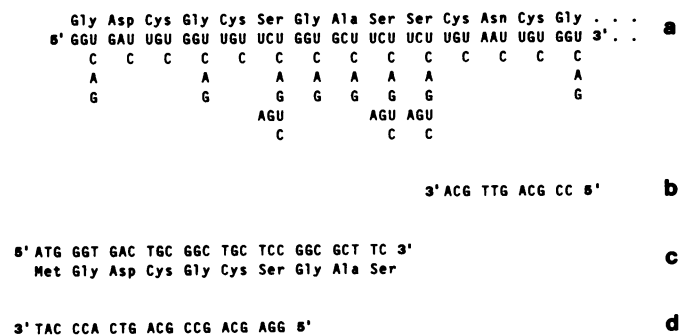 Gly Asp Cys Gly Cys Ser Gly Ala Ser Ser Cys Asn Cys Gly . . .
a
5' GGU GAU UGU GGU UGU UCU GGU GCU UCU UCU UGU AAU UGU GGU 3' . .
C C C C C C C C C C C C C C
A A A A A A A A
G G G G G G G G
AGU AGU AGU
C C C
3' ACG TTG ACG CC 5' b
5' ATG GGT GAC TGC GGC TGC TCC GGC GCT TC 3'
c
Met Gly Asp Cys Gly Cys Ser Gly Ala Ser
3' TAC CCA CTG ACG CCG ACG AGG 5' d